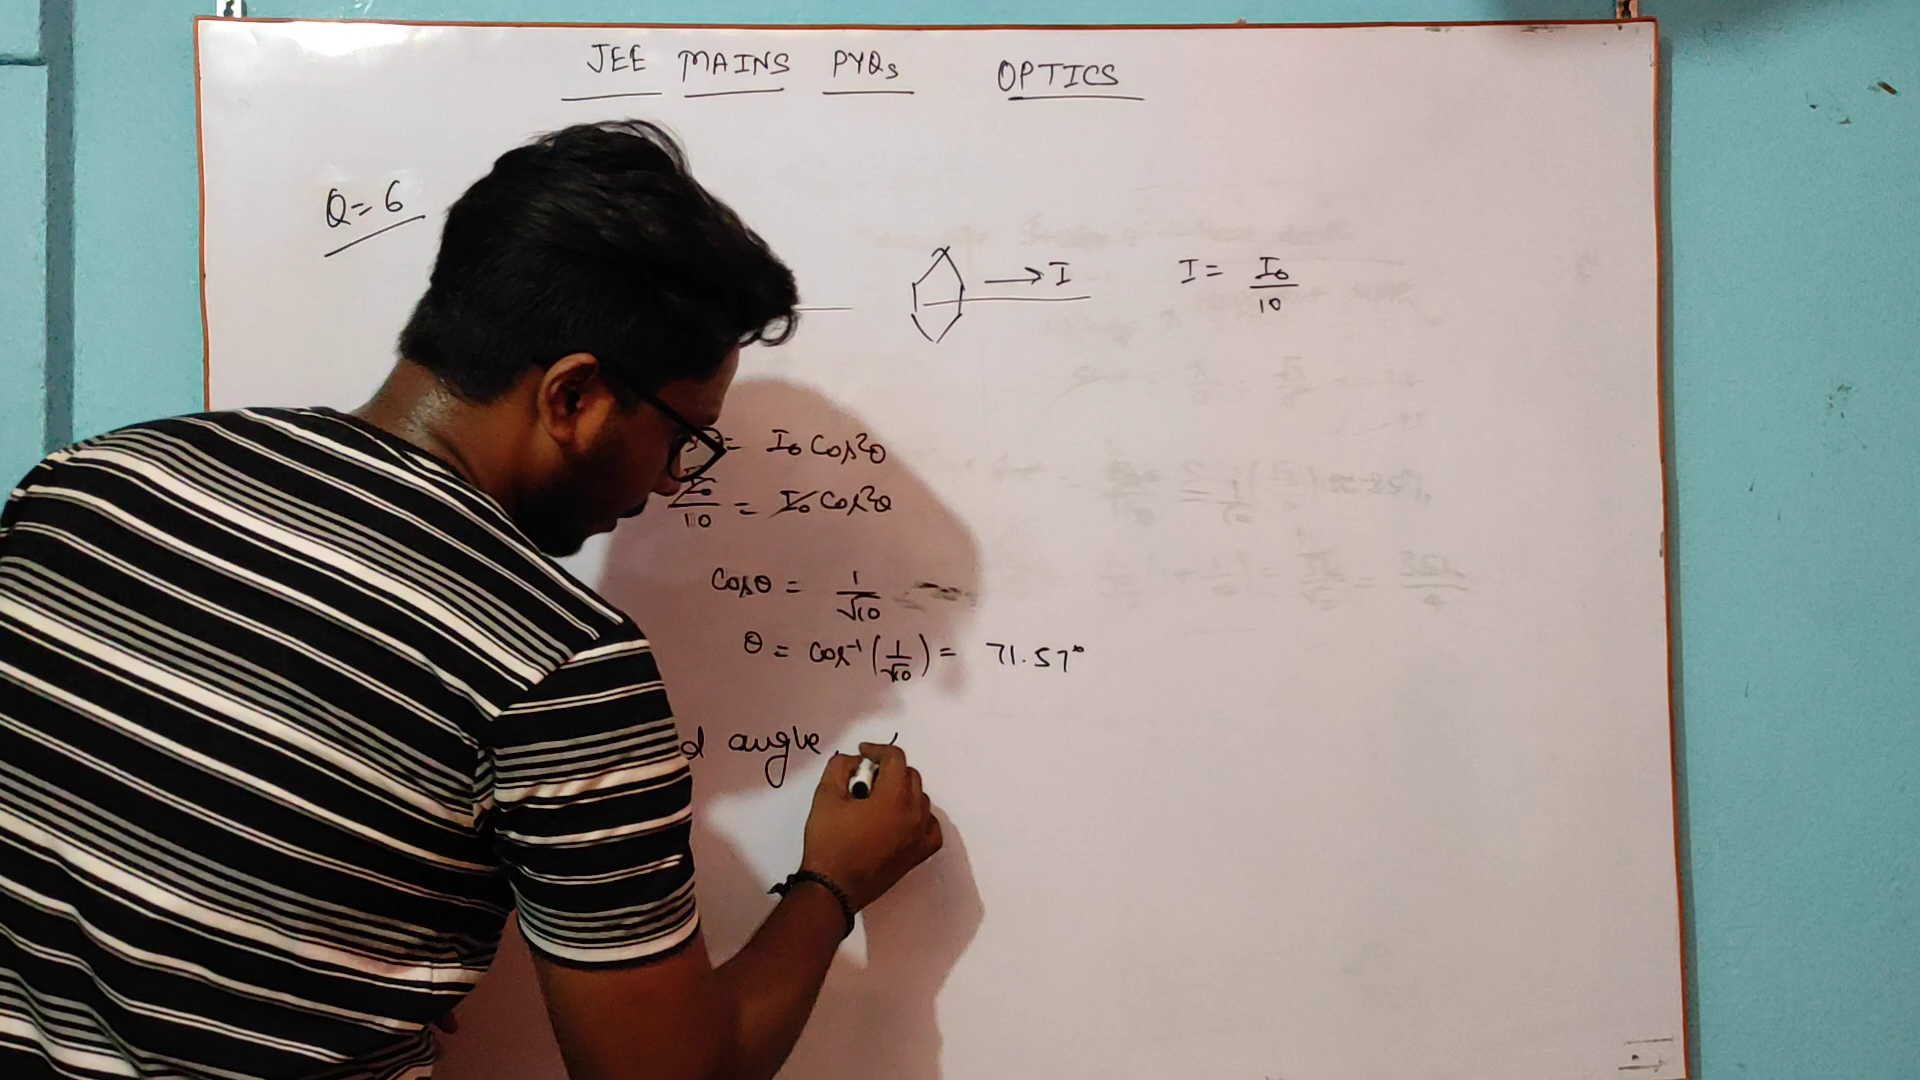 JEE MAINS PYQs OPTICS
Q=6
→ I I = I₀/10
= I₀ Cos²θ
I₀/10 = I₀ Cos²θ
Cosθ = 1/√10
θ = cos⁻¹(1/√10) = 71.57°
d angle